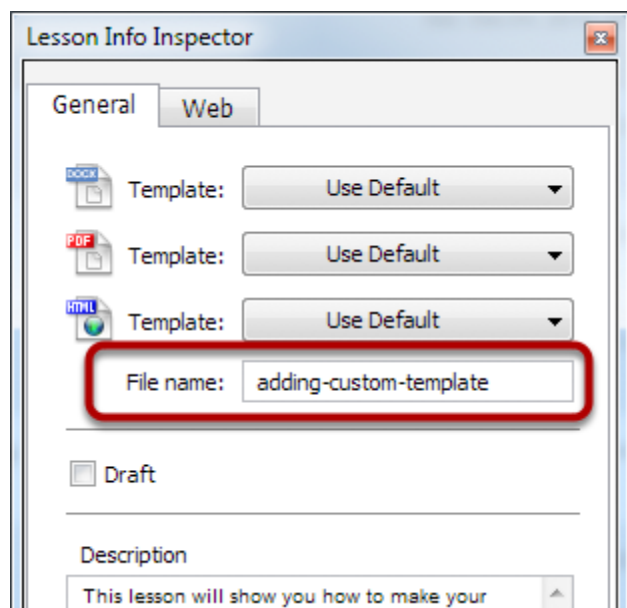 Lesson Info Inspector
General Web
DOCX Template: Use Default
PDF Template: Use Default
HTML Template: Use Default
File name: adding-custom-template
Draft
Description
This lesson will show you how to make your